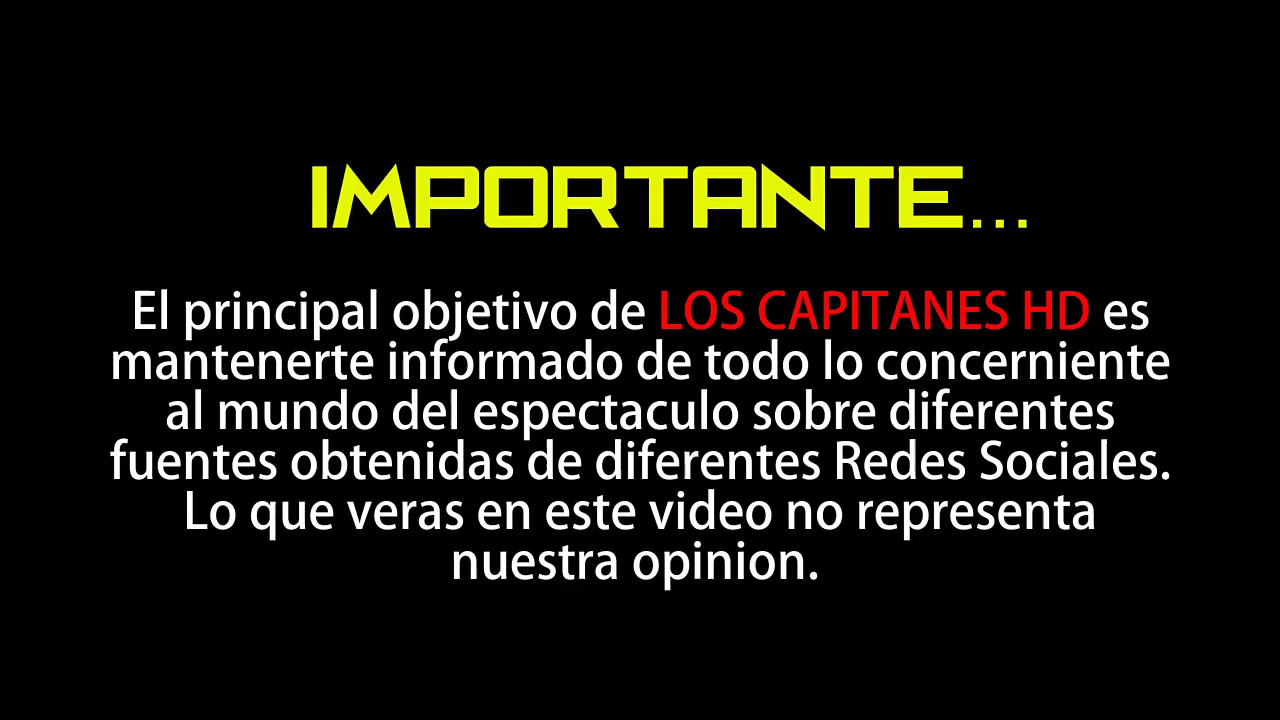 IMPORTANTE...
El principal objetivo de LOS CAPITANES HD es
mantenerte informado de todo lo concerniente
al mundo del espectaculo sobre diferentes
fuentes obtenidas de diferentes Redes Sociales.
Lo que veras en este video no representa
nuestra opinion.